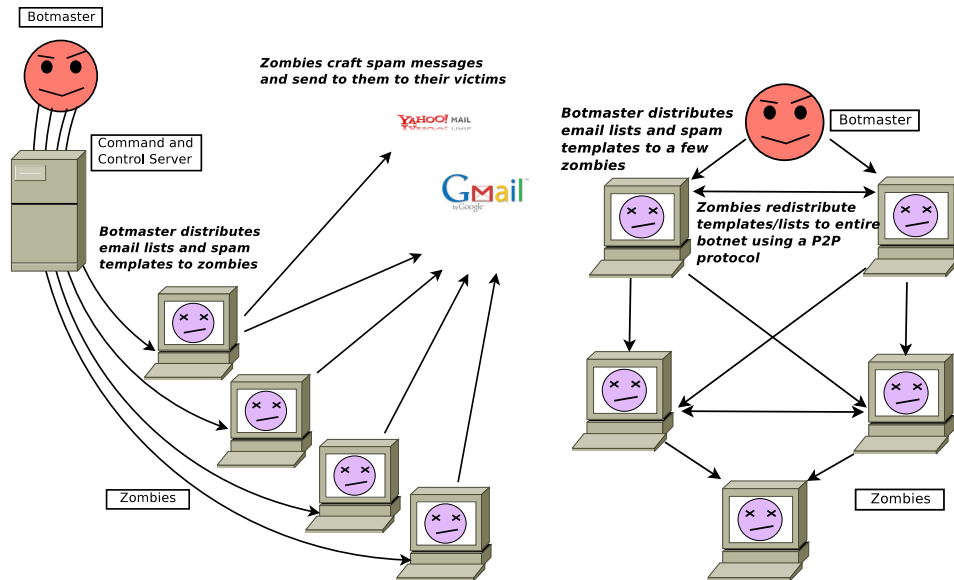 Botmaster
Zombies craft spam messages
and send to them to their victims
YAHOO! MAIL
Command and
Control Server
Gmail™
by Google
Botmaster distributes
email lists and spam
templates to zombies
Zombies
Botmaster distributes
email lists and spam
templates to a few
zombies
Botmaster
Zombies redistribute
templates/lists to entire
botnet using a P2P
protocol
Zombies